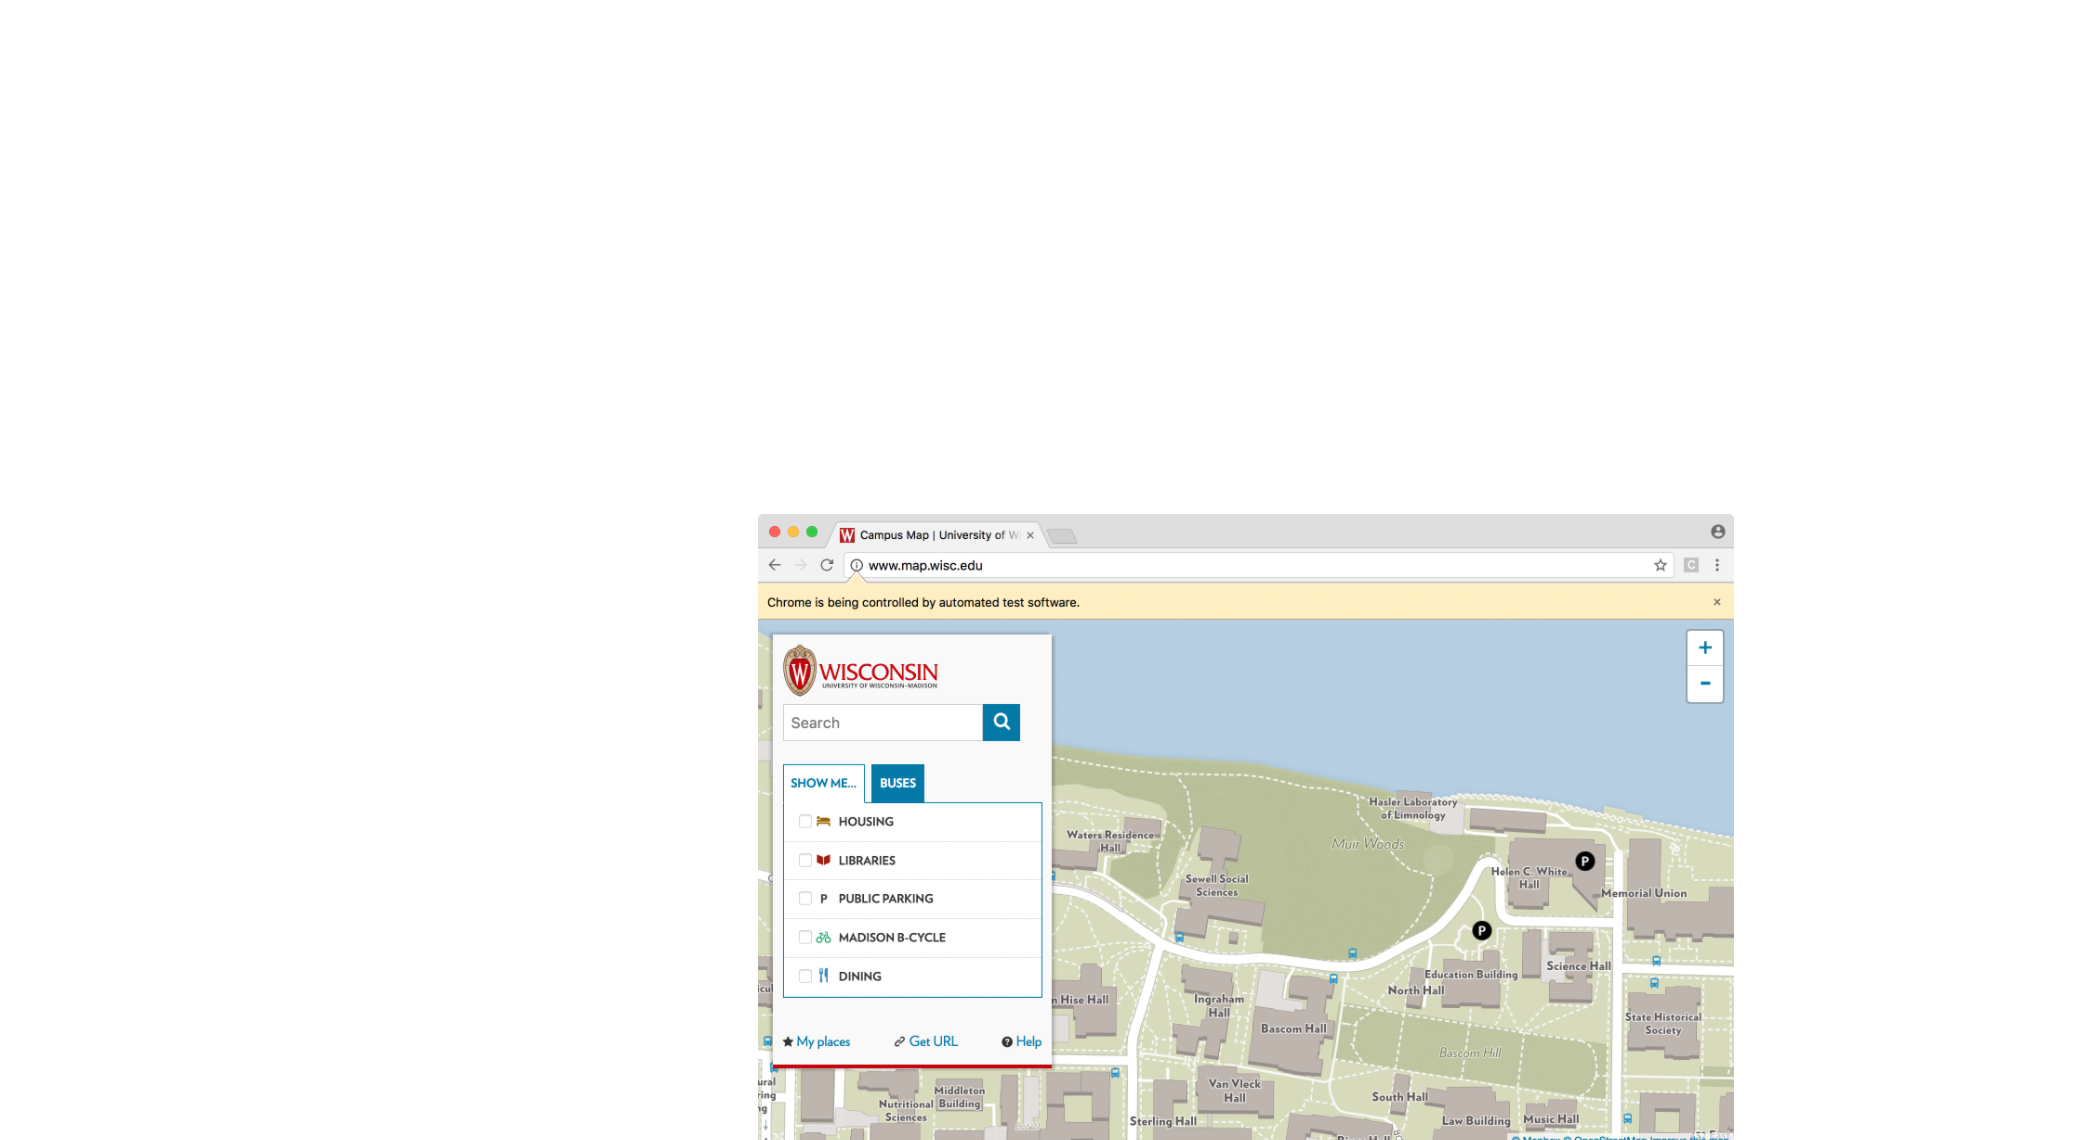 Campus Map | University of W
www.map.wisc.edu
Chrome is being controlled by automated test software.
W WISCONSIN
UNIVERSITY OF WISCONSIN-MADISON
Search
SHOW ME... BUSES
HOUSING
LIBRARIES
P PUBLIC PARKING
MADISON B-CYCLE
DINING
My places Get URL Help
Hasler Laboratory
of Limnology
Waters Residence
Hall
Muir Woods
Sewell Social
Sciences
Helen C. White
Hall
P
Memorial Union
P
Education Building
Science Hall
North Hall
n Hise Hall
Ingraham
Hall
Bascom Hall
State Historical
Society
Bascom Hill
Van Vleck
Hall
Middleton
Building
Nutritional
Sciences
South Hall
Sterling Hall
Law Building
Music Hall